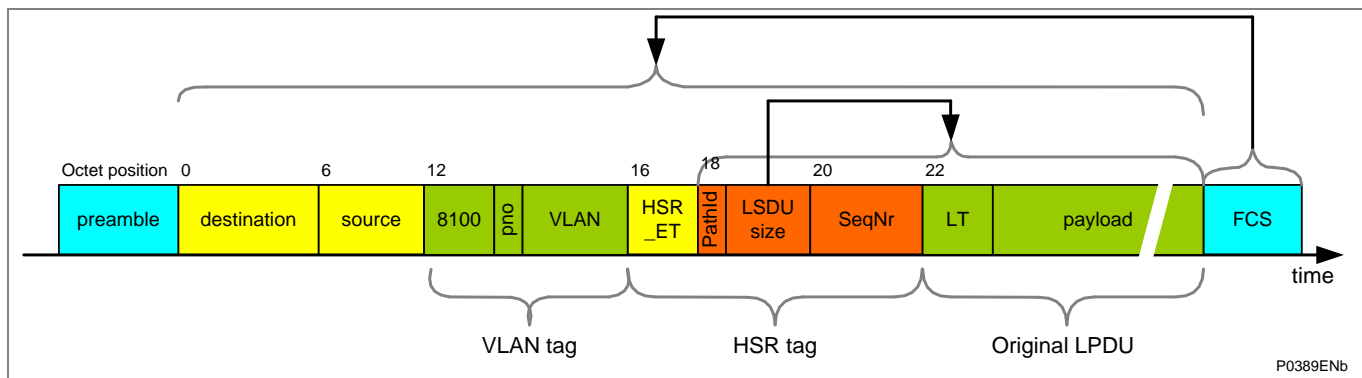 Octet position 0 6 12 16 18 20 22
preamble destination source 8100 pno VLAN HSR _ET PathId LSDU size SeqNr LT payload FCS
time
VLAN tag HSR tag Original LPDU
P0389ENb